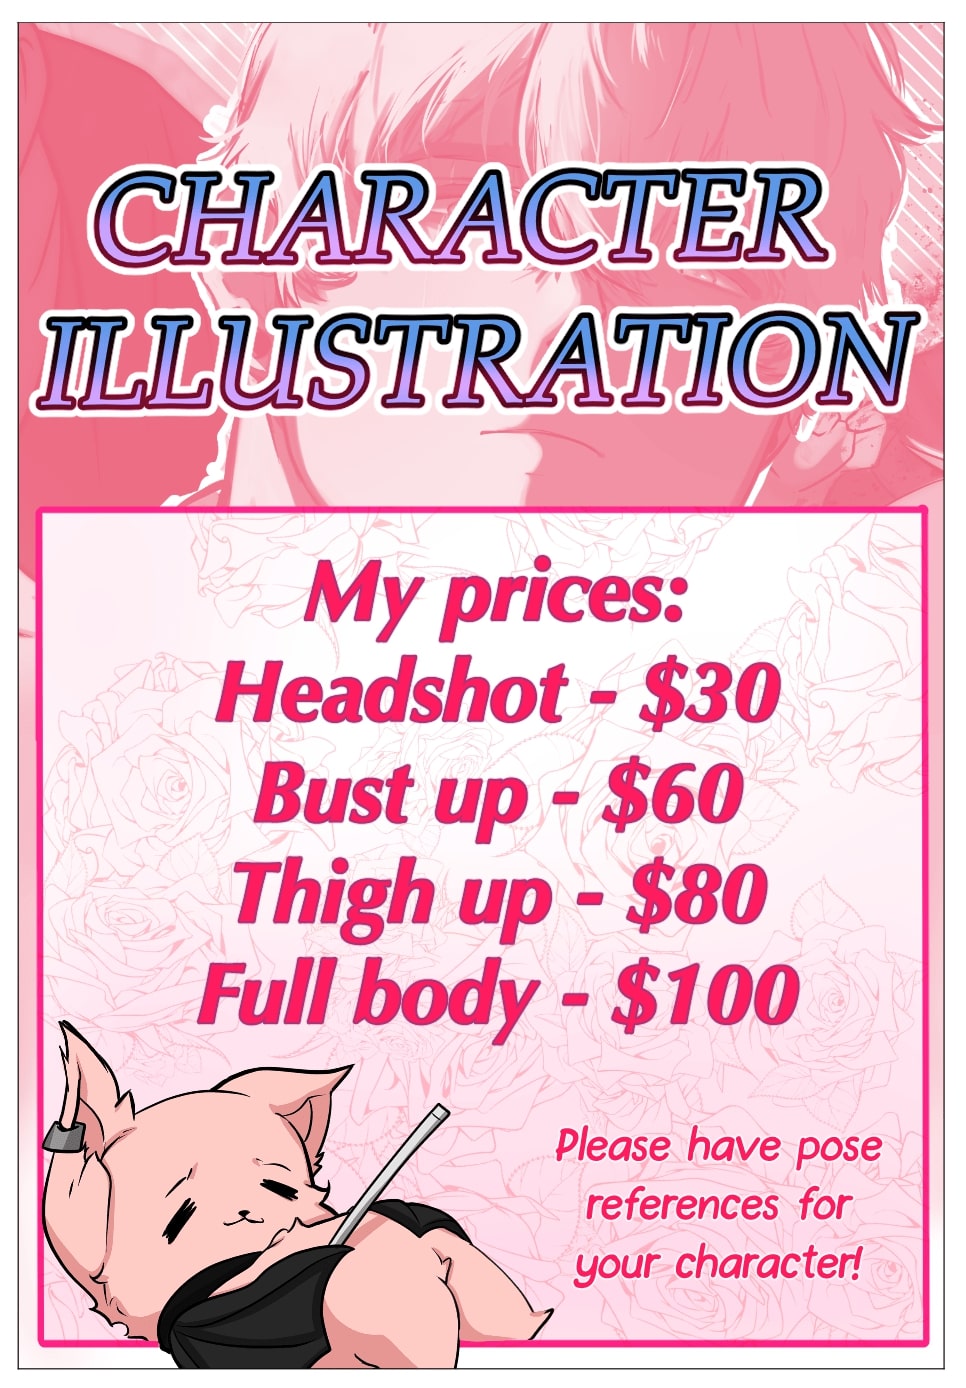 CHARACTER
ILLUSTRATION
My prices:
Headshot - $30
Bust up - $60
Thigh up - $80
Full body - $100
Please have pose
references for
your character!